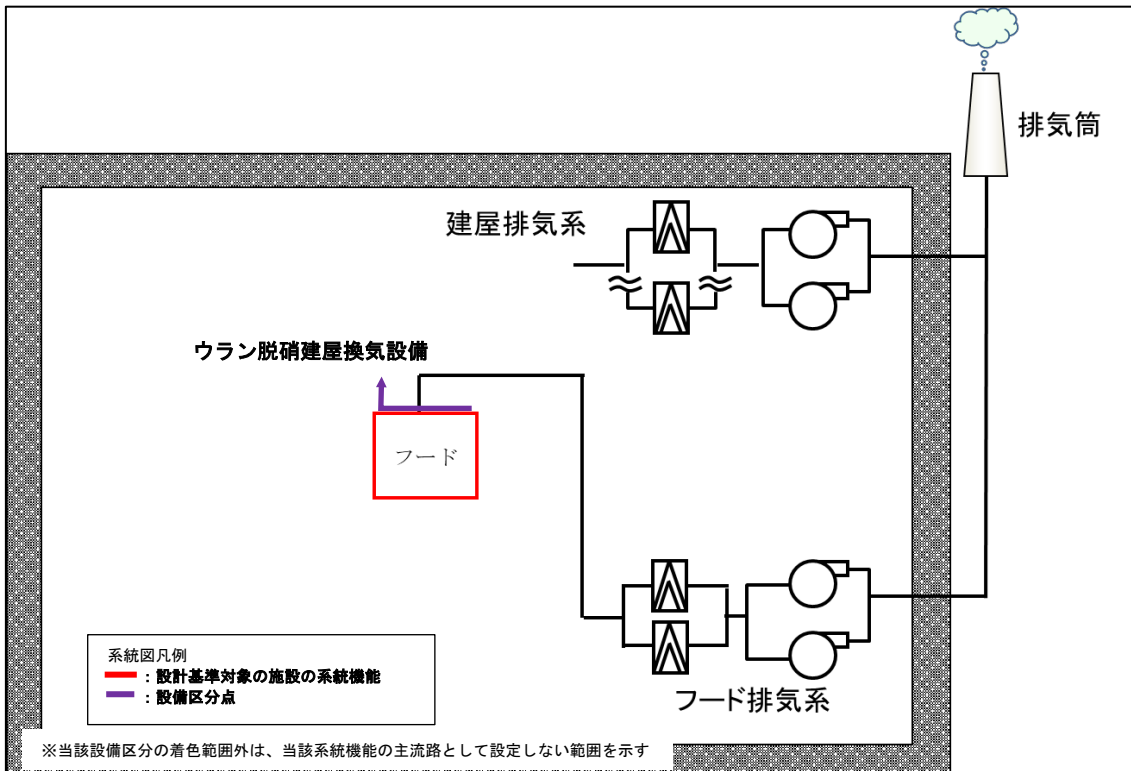 排気筒
建屋排気系
ウラン脱硝建屋換気設備
フード
フード排気系
系統図凡例
：設計基準対象の施設の系統機能
：設備区分点
※当該設備区分の着色範囲外は、当該系統機能の主流路として設定しない範囲を示す